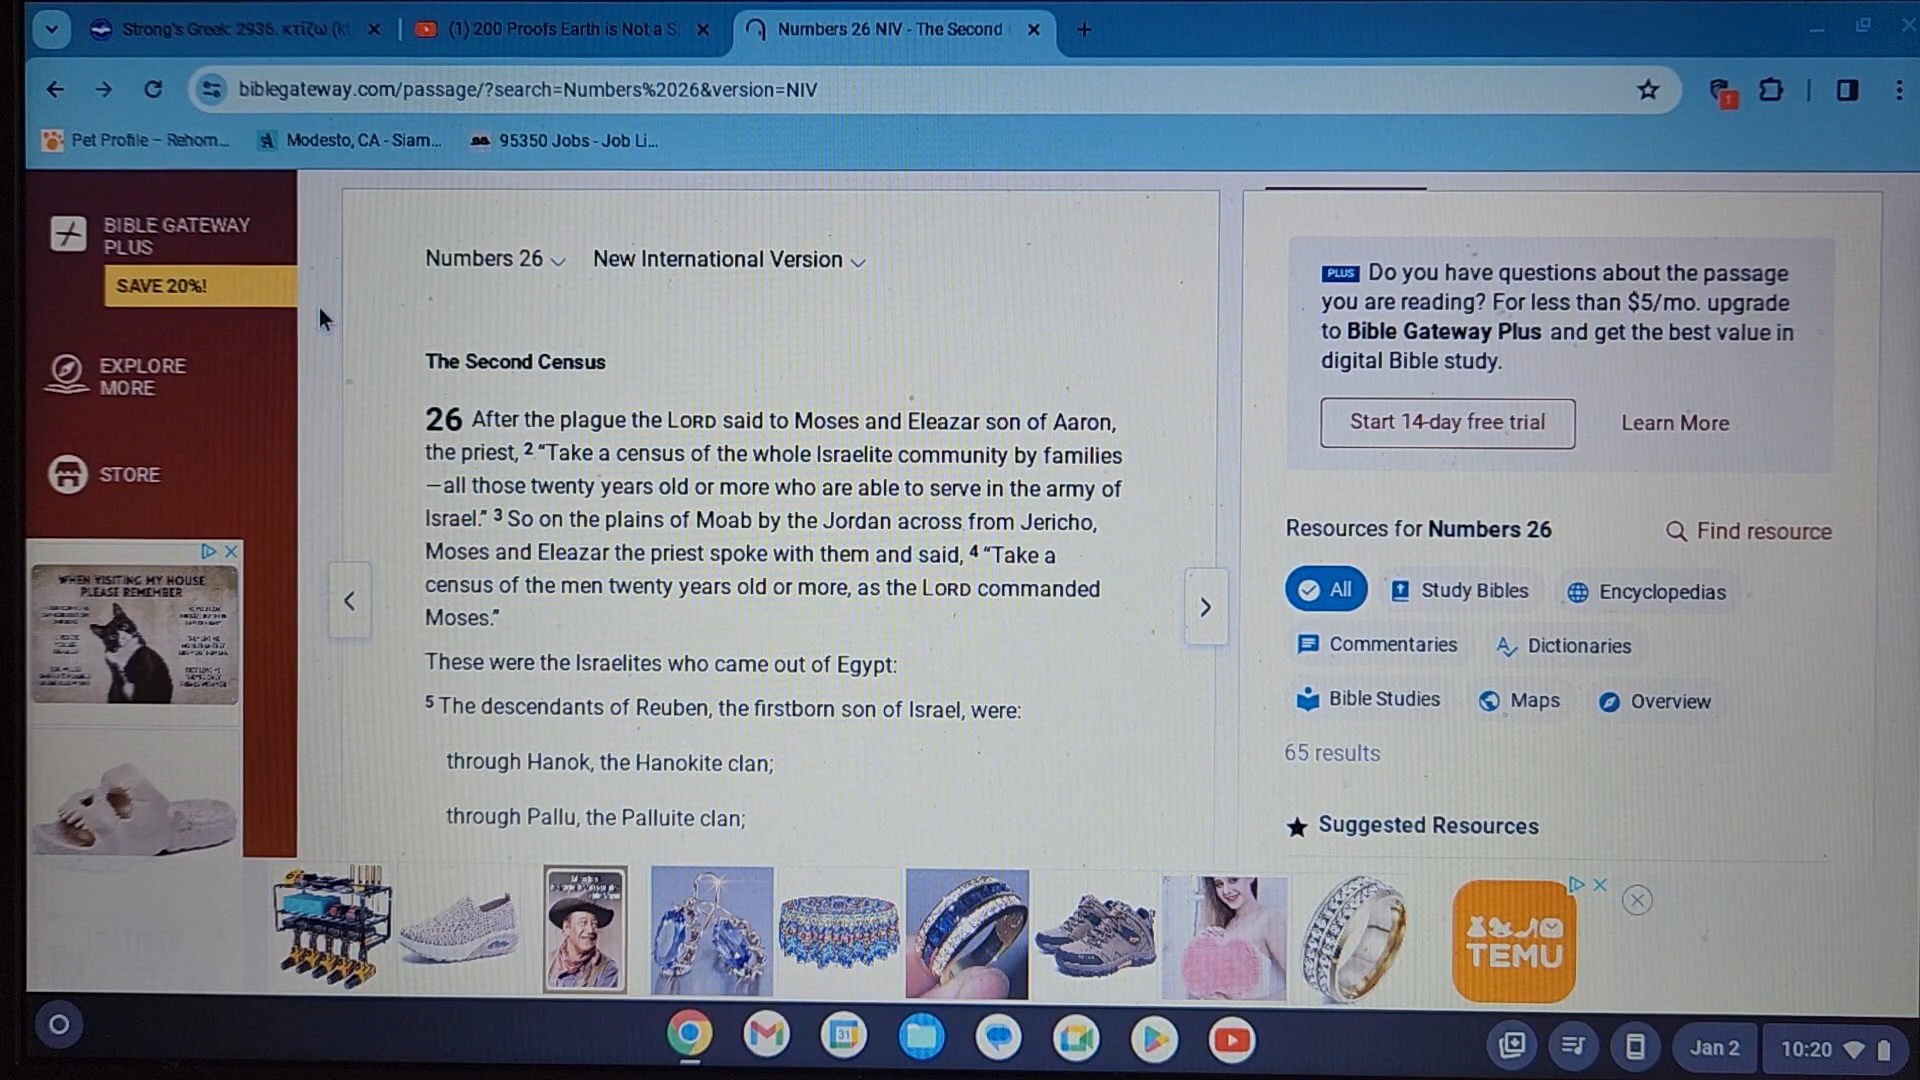 Strong's Greek: 2936. κτίζω (kt
(1) 200 Proofs Earth is Not a S
Numbers 26 NIV - The Second
biblegateway.com/passage/?search=Numbers%2026&version=NIV
1
Pet Profile – Rehom...
Modesto, CA - Siam...
95350 Jobs - Job Li...
BIBLE GATEWAY
PLUS
SAVE 20%!
EXPLORE
MORE
STORE
WHEN VISITING MY HOUSE
PLEASE REMEMBER
Numbers 26
New International Version
The Second Census
26 After the plague the LORD said to Moses and Eleazar son of Aaron,
the priest, 2 “Take a census of the whole Israelite community by families
—all those twenty years old or more who are able to serve in the army of
Israel.” 3 So on the plains of Moab by the Jordan across from Jericho,
Moses and Eleazar the priest spoke with them and said, 4 “Take a
census of the men twenty years old or more, as the LORD commanded
Moses.”
These were the Israelites who came out of Egypt:
5 The descendants of Reuben, the firstborn son of Israel, were:
through Hanok, the Hanokite clan;
through Pallu, the Palluite clan;
PLUS Do you have questions about the passage
you are reading? For less than $5/mo. upgrade
to Bible Gateway Plus and get the best value in
digital Bible study.
Start 14-day free trial
Learn More
Resources for Numbers 26
Find resource
All
Study Bibles
Encyclopedias
Commentaries
Dictionaries
Bible Studies
Maps
Overview
65 results
Suggested Resources
TEMU
31
Jan 2
10:20